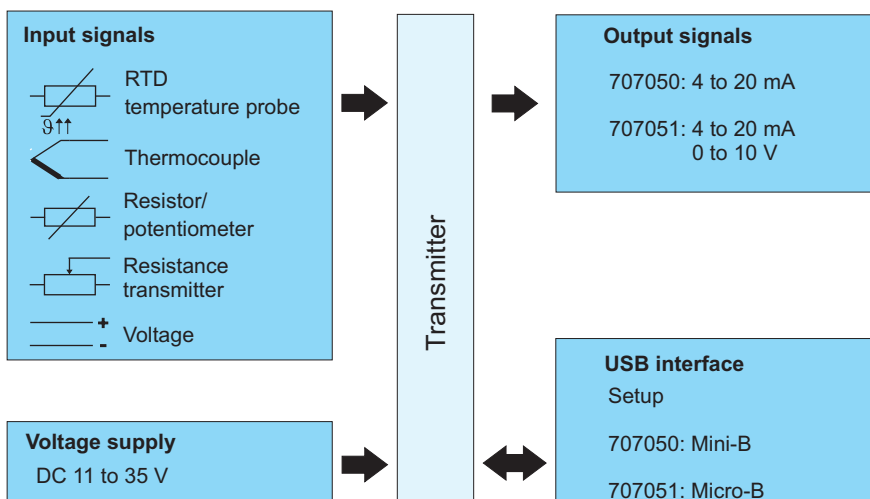 Input signals
RTD
temperature probe
ϑ↑↑
Thermocouple
Resistor/
potentiometer
Resistance
transmitter
+
Voltage
-
Voltage supply
DC 11 to 35 V
Transmitter
Output signals
707050: 4 to 20 mA
707051: 4 to 20 mA
0 to 10 V
USB interface
Setup
707050: Mini-B
707051: Micro-B